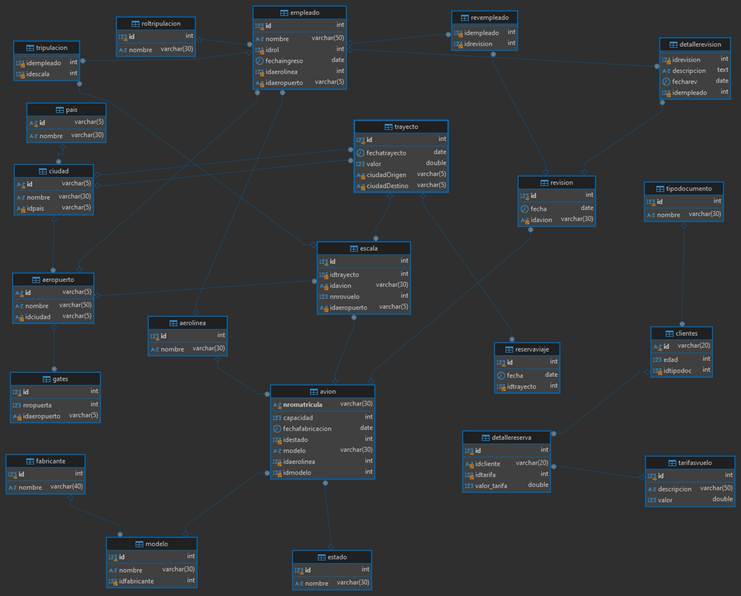 roltripulacion
id int
nombre varchar(30)
empleado
id int
nombre varchar(50)
idrol int
fechaingreso date
idaerolinea int
idaeropuerto varchar(5)
revempleado
idempleado int
idrevision int
tripulacion
idempleado int
idescala int
detallerevision
idrevision int
descripcion text
fecharev date
idempleado int
pais
id varchar(5)
nombre varchar(30)
trayecto
id int
fechatrayecto date
valor double
ciudadOrigen varchar(5)
ciudadDestino varchar(5)
ciudad
id varchar(5)
nombre varchar(30)
idpais varchar(5)
revision
id int
fecha date
idavion varchar(30)
tipodocumento
id int
nombre varchar(30)
escala
id int
idtrayecto int
idavion varchar(30)
nnrovuelo int
idaeropuerto varchar(5)
aeropuerto
id varchar(5)
nombre varchar(50)
idciudad varchar(5)
aerolinea
id int
nombre varchar(30)
clientes
id varchar(20)
edad int
idtipodoc int
reservaviaje
id int
fecha date
idtrayecto int
gates
id int
nropuerta int
idaeropuerto varchar(5)
avion
nromatricula varchar(30)
capacidad int
fechafabricacion date
idestado int
modelo varchar(30)
idaerolinea int
idmodelo int
detallereserva
id int
idcliente varchar(20)
idtarifa int
valor_tarifa double
fabricante
id int
nombre varchar(40)
tarifasvuelo
id int
descripcion varchar(50)
valor double
modelo
id int
nombre varchar(30)
idfabricante int
estado
id int
nombre varchar(30)